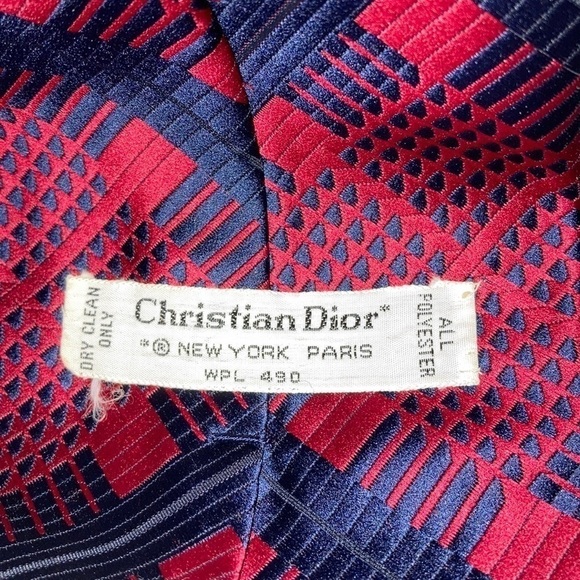 DRY CLEAN
ONLY
Christian Dior*
*® NEW YORK PARIS
WPL 490
ALL
POLYESTER